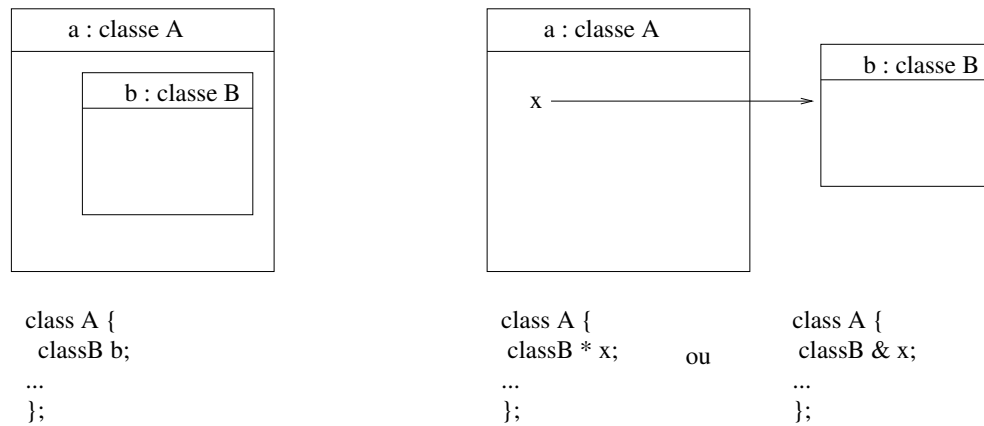 a : classe A
b : classe B
class A {
classB b;
...
};
a : classe A
x
b : classe B
class A {
classB * x;
...
};
ou
class A {
classB & x;
...
};